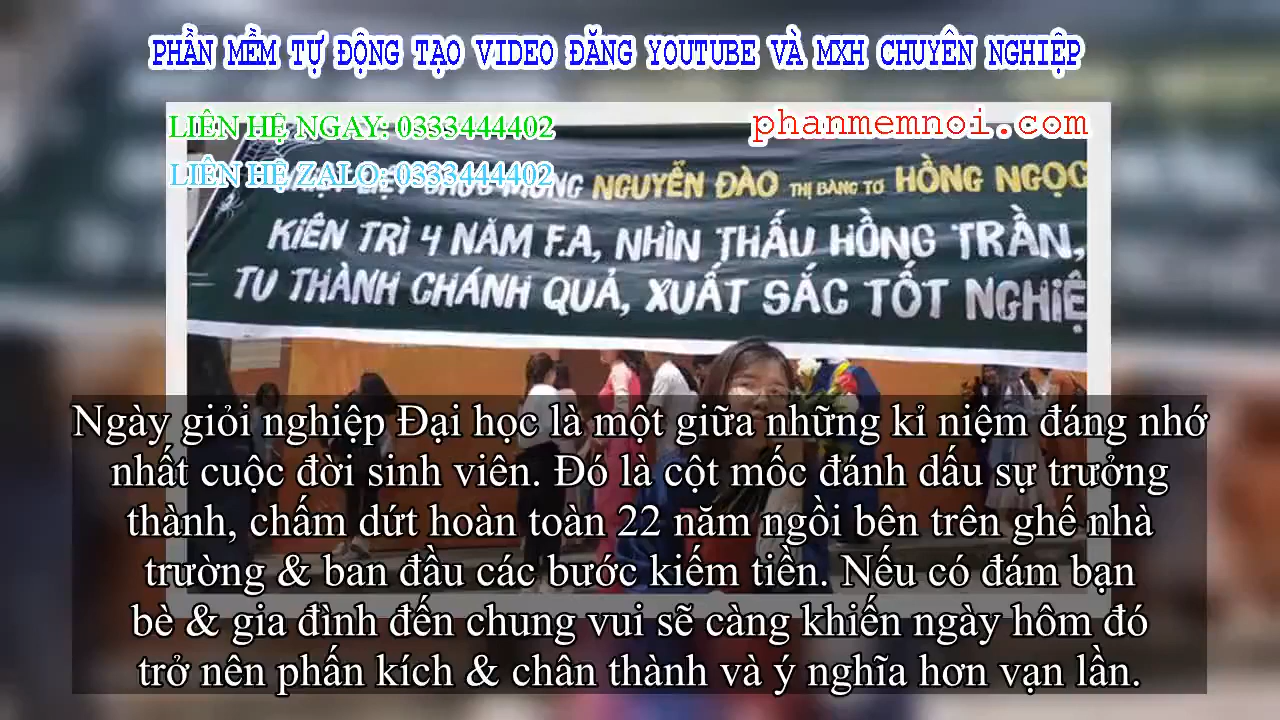 PHẦN MỀM TỰ ĐỘNG TẠO VIDEO ĐĂNG YOUTUBE VÀ MXH CHUYÊN NGHIỆP
LIÊN HỆ NGAY: 0333444402
phanmemnoi.com
LIÊN HỆ ZALO: 0333444402
MỪNG NGUYỄN ĐÀO THỊ BÀNG TƠ HỒNG NGỌC
KIÊN TRÌ 4 NĂM F.A, NHÌN THẤU HỒNG TRẦN,
TU THÀNH CHÁNH QUẢ, XUẤT SẮC TỐT NGHIỆ
Ngày giỏi nghiệp Đại học là một giữa những kỉ niệm đáng nhớ
nhất cuộc đời sinh viên. Đó là cột mốc đánh dấu sự trưởng
thành, chấm dứt hoàn toàn 22 năm ngồi bên trên ghế nhà
trường & ban đầu các bước kiếm tiền. Nếu có đám bạn
bè & gia đình đến chung vui sẽ càng khiến ngày hôm đó
trở nên phấn kích & chân thành và ý nghĩa hơn vạn lần.